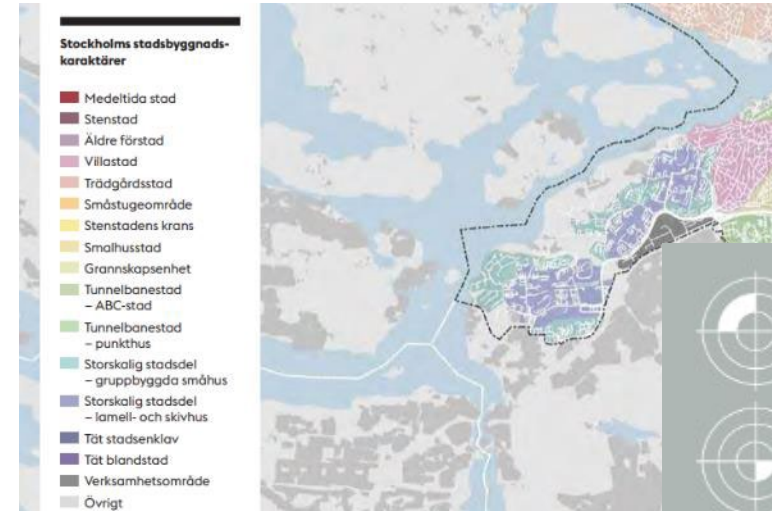 Stockholms stadsbyggnads-
karaktärer
Medeltida stad
Stenstad
Äldre förstad
Villastad
Trädgårdsstad
Småstugeområde
Stenstadens krans
Smalhusstad
Grannskapsenhet
Tunnelbanestad
– ABC-stad
Tunnelbanestad
– punkthus
Storskalig stadsdel
– gruppbyggda småhus
Storskalig stadsdel
– lamell- och skivhus
Tät stadsenklav
Tät blandstad
Verksamhetsområde
Övrigt